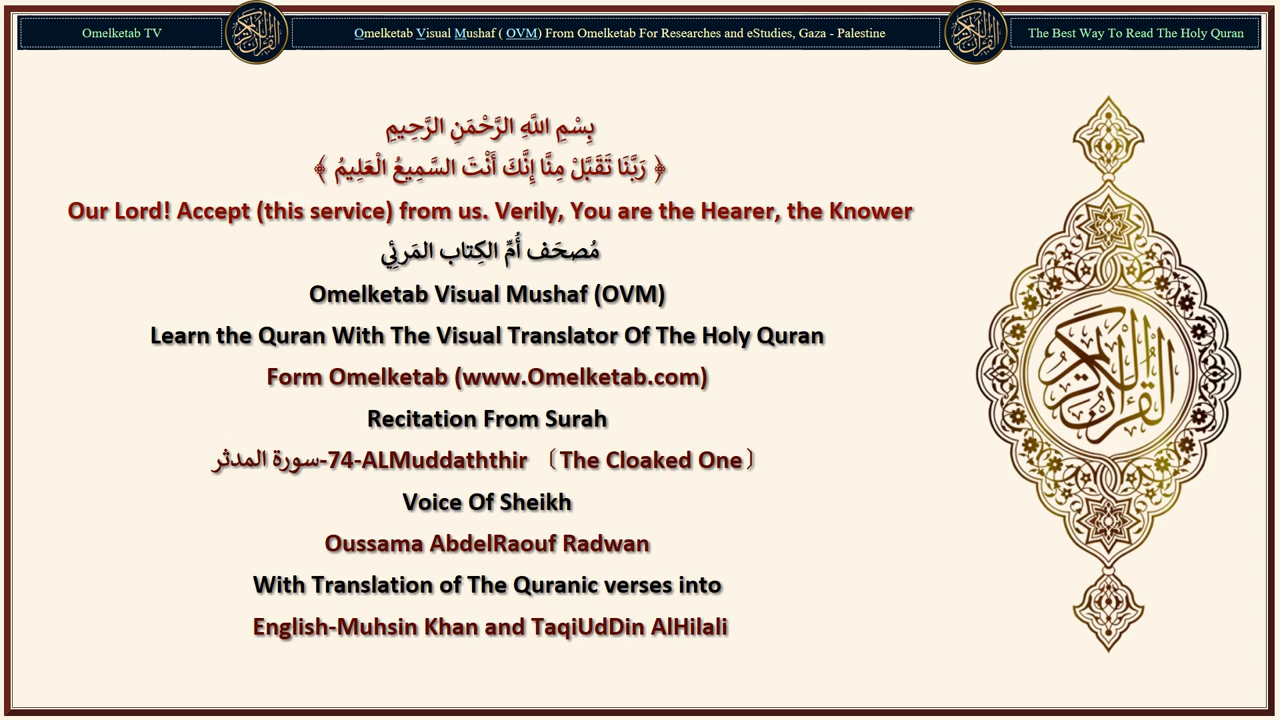 Omelketab TV
Omelketab Visual Mushaf ( OVM) From Omelketab For Researches and eStudies, Gaza - Palestine
The Best Way To Read The Holy Quran
بِسْمِ اللَّهِ الرَّحْمَنِ الرَّحِيمِ
﴿ رَبَّنَا تَقَبَّلْ مِنَّا إِنَّكَ أَنْتَ السَّمِيعُ الْعَلِيمُ ﴾
Our Lord! Accept (this service) from us. Verily, You are the Hearer, the Knower
مُصحَف أُمِّ الكِتاب المَرئِي
Omelketab Visual Mushaf (OVM)
Learn the Quran With The Visual Translator Of The Holy Quran
Form Omelketab (www.Omelketab.com)
Recitation From Surah
سورة المدثر-74-ALMuddaththir 〔The Cloaked One〕
Voice Of Sheikh
Oussama AbdelRaouf Radwan
With Translation of The Quranic verses into
English-Muhsin Khan and TaqiUdDin AlHilali
القرآن الكريم